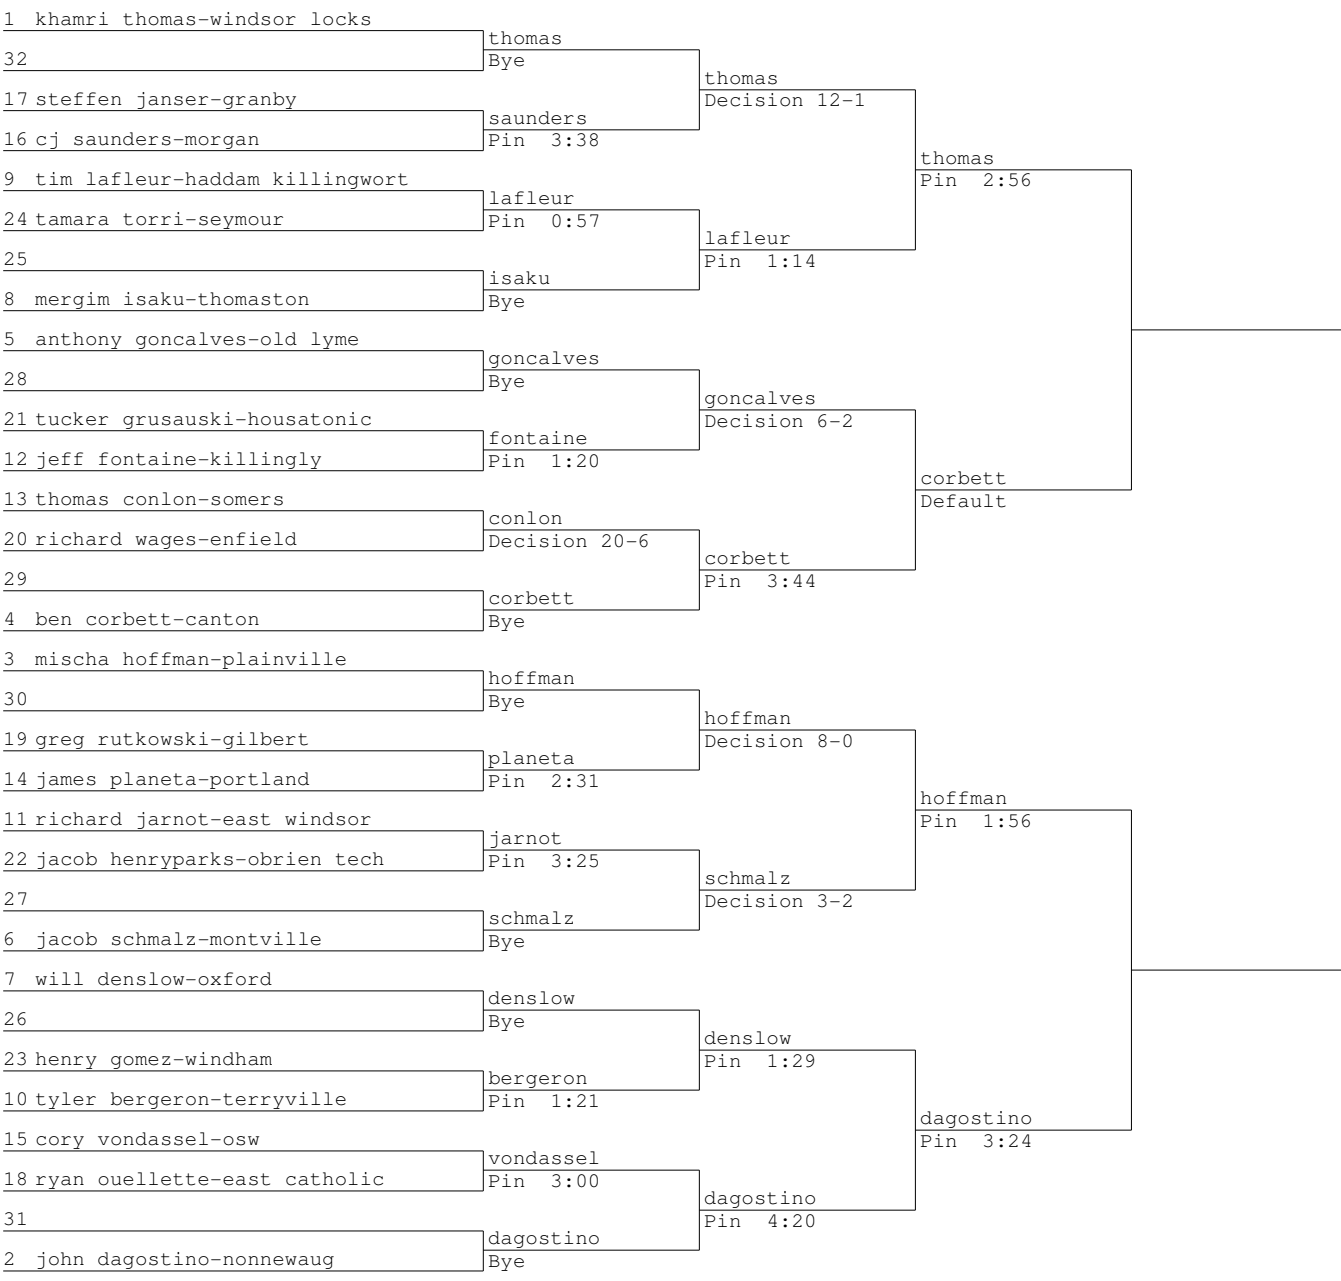 1 khamri thomas-windsor locks
32
17 steffen janser-granby
16 cj saunders-morgan
9 tim lafleur-haddam killingwort
24 tamara torri-seymour
25
8 mergim isaku-thomaston
5 anthony goncalves-old lyme
28
21 tucker grusauski-housatonic
12 jeff fontaine-killingly
13 thomas conlon-somers
20 richard wages-enfield
29
4 ben corbett-canton
3 mischa hoffman-plainville
30
19 greg rutkowski-gilbert
14 james planeta-portland
11 richard jarnot-east windsor
22 jacob henryparks-obrien tech
27
6 jacob schmalz-montville
7 will denslow-oxford
26
23 henry gomez-windham
10 tyler bergeron-terryville
15 cory vondassel-osw
18 ryan ouellette-east catholic
31
2 john dagostino-nonnewaug
thomas
Bye
saunders
Pin 3:38
lafleur
Pin 0:57
isaku
Bye
goncalves
Bye
fontaine
Pin 1:20
conlon
Decision 20-6
corbett
Bye
hoffman
Bye
planeta
Pin 2:31
jarnot
Pin 3:25
schmalz
Bye
denslow
Bye
bergeron
Pin 1:21
vondassel
Pin 3:00
dagostino
Bye
thomas
Decision 12-1
lafleur
Pin 1:14
goncalves
Decision 6-2
corbett
Pin 3:44
hoffman
Decision 8-0
schmalz
Decision 3-2
denslow
Pin 1:29
dagostino
Pin 4:20
thomas
Pin 2:56
corbett
Default
hoffman
Pin 1:56
dagostino
Pin 3:24